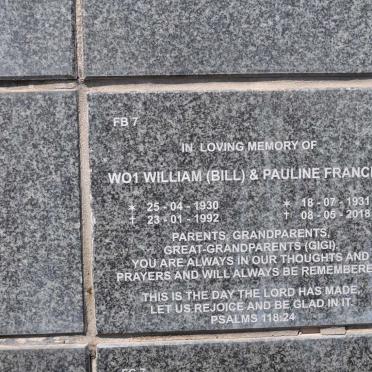 FB 7
IN LOVING MEMORY OF
WO1 WILLIAM (BILL) & PAULINE
* 25 - 04 - 1930 * 18 - 07 - 1931
† 23 - 01 - 1992 † 08 - 05 - 2018
PARENTS, GRANDPARENTS,
GREAT-GRANDPARENTS (GIGI),
YOU ARE ALWAYS IN OUR THOUGHTS AND
PRAYERS AND WILL ALWAYS BE REMEMBERE
THIS IS THE DAY THE LORD HAS MADE,
LET US REJOICE AND BE GLAD IN IT.
PSALMS 118:24